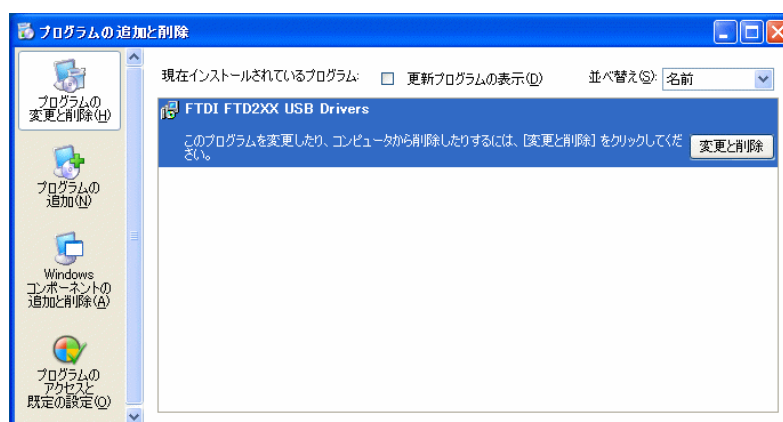 プログラムの追加と削除
現在インストールされているプログラム:
更新プログラムの表示(D)
並べ替え(S):
名前
プログラムの
変更と削除(H)
FTDI FTD2XX USB Drivers
このプログラムを変更したり、コンピュータから削除したりするには、[変更と削除] をクリックしてくだ
さい。
変更と削除
プログラムの
追加(N)
Windows
コンポーネントの
追加と削除(A)
プログラムの
アクセスと
既定の設定(O)